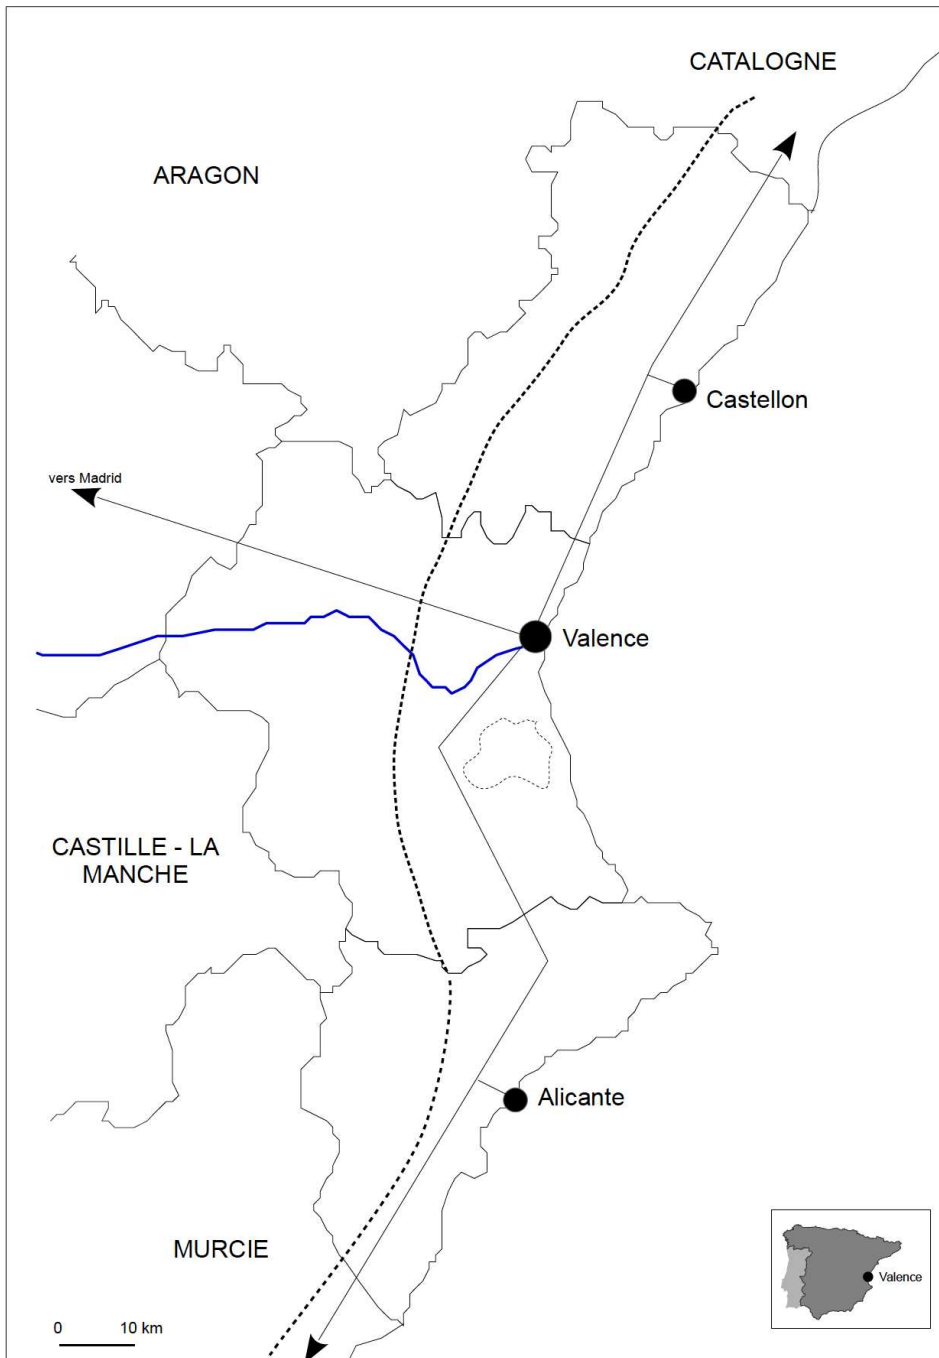 CATALOGNE
ARAGON
Castellon
vers Madrid
Valence
CASTILLE - LA
MANCHE
Alicante
MURCIE
Valence
0 10 km